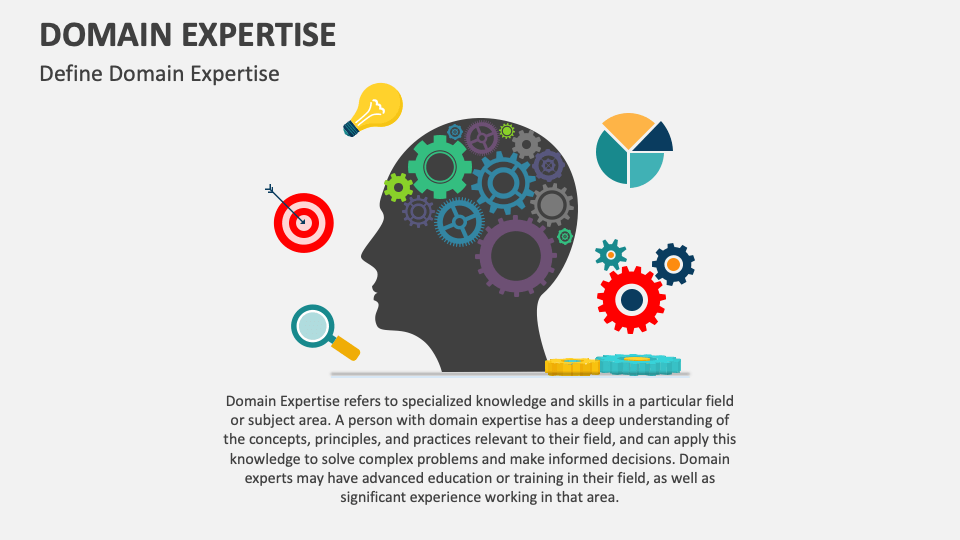 DOMAIN EXPERTISE
Define Domain Expertise
Domain Expertise refers to specialized knowledge and skills in a particular field
or subject area. A person with domain expertise has a deep understanding of
the concepts, principles, and practices relevant to their field, and can apply this
knowledge to solve complex problems and make informed decisions. Domain
experts may have advanced education or training in their field, as well as
significant experience working in that area.